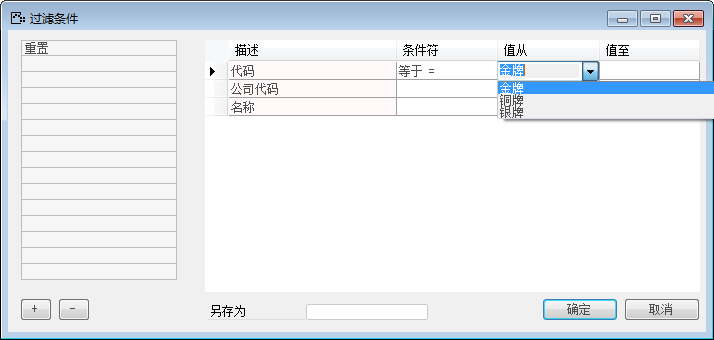 过滤条件
重置
描述 条件符 值从 值至
代码 等于 = 金牌
公司代码 金牌
铜牌
名称 银牌
+ - 另存为 确定 取消